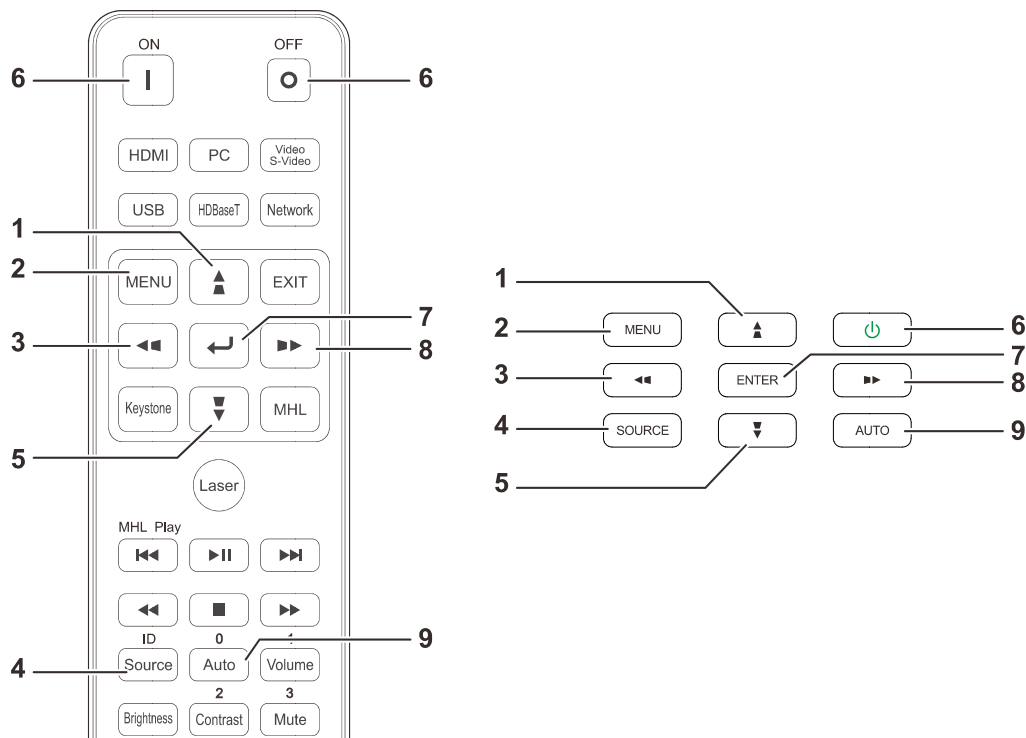 ON OFF
6 6
HDMI PC Video
S-Video
USB HDBaseT Network
1
2 MENU EXIT
3 7
8
Keystone MHL
5
Laser
MHL Play
ID 0 9
4 Source Auto Volume
2 3
Brightness Contrast Mute
1
2 MENU 6
7
3 ENTER 8
4 SOURCE AUTO 9
5